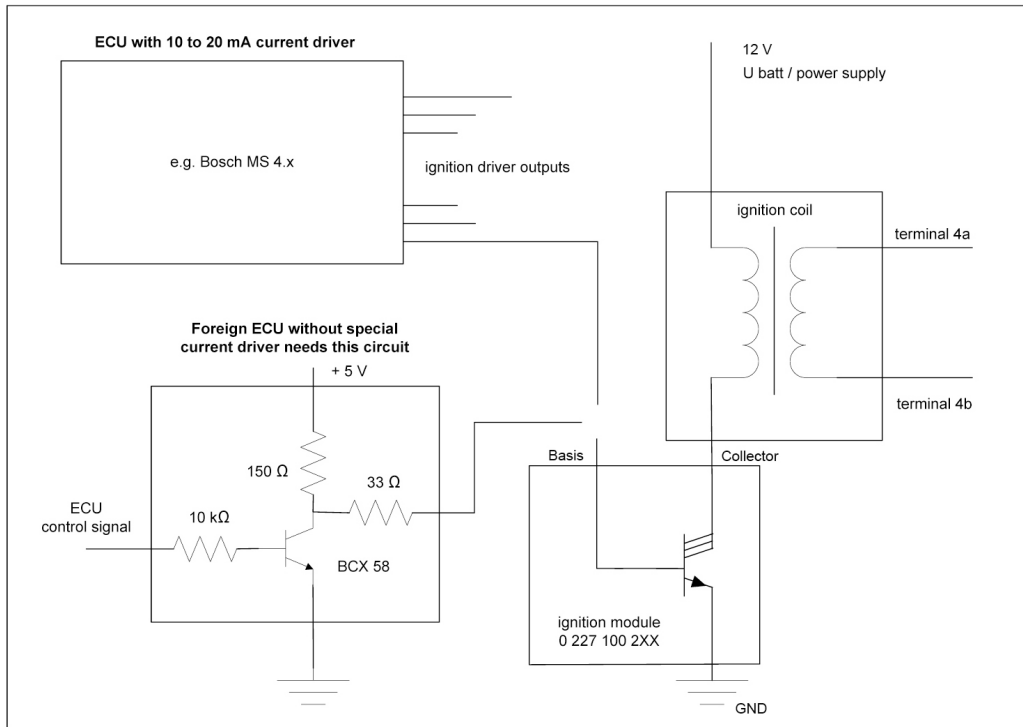 ECU with 10 to 20 mA current driver
e.g. Bosch MS 4.x
ignition driver outputs
12 V
U batt / power supply
ignition coil
terminal 4a
terminal 4b
Foreign ECU without special
current driver needs this circuit
+ 5 V
150 Ω
33 Ω
ECU
control signal
10 kΩ
BCX 58
Basis
Collector
ignition module
0 227 100 2XX
GND